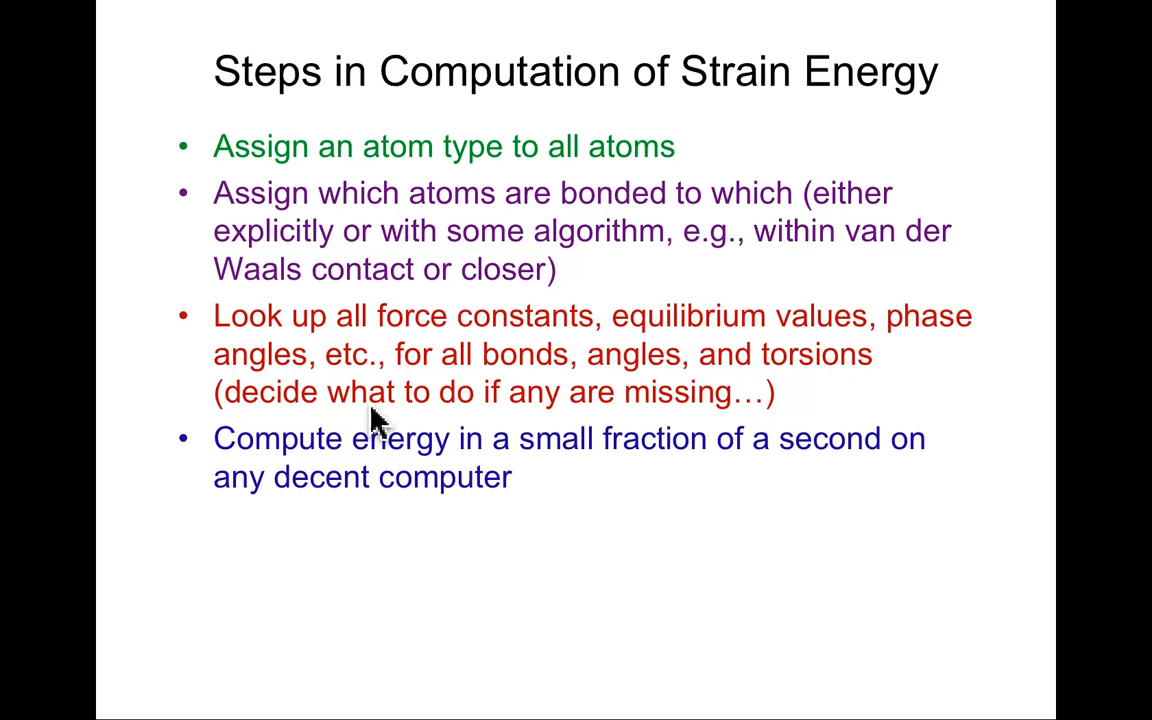 Steps in Computation of Strain Energy
• Assign an atom type to all atoms
• Assign which atoms are bonded to which (either
explicitly or with some algorithm, e.g., within van der
Waals contact or closer)
• Look up all force constants, equilibrium values, phase
angles, etc., for all bonds, angles, and torsions
(decide what to do if any are missing…)
• Compute energy in a small fraction of a second on
any decent computer